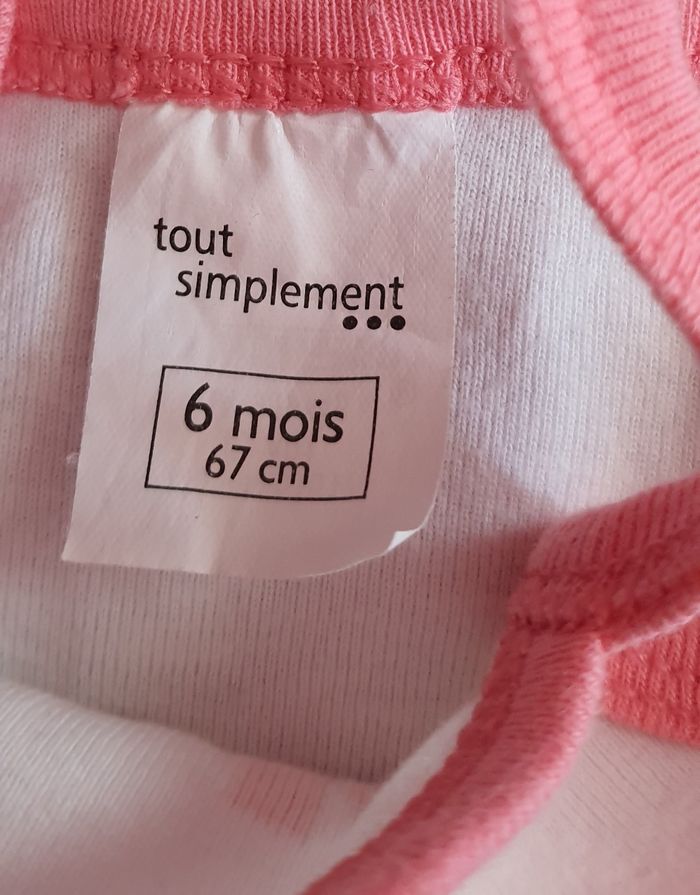 tout
simplement
•••
6 mois
67 cm